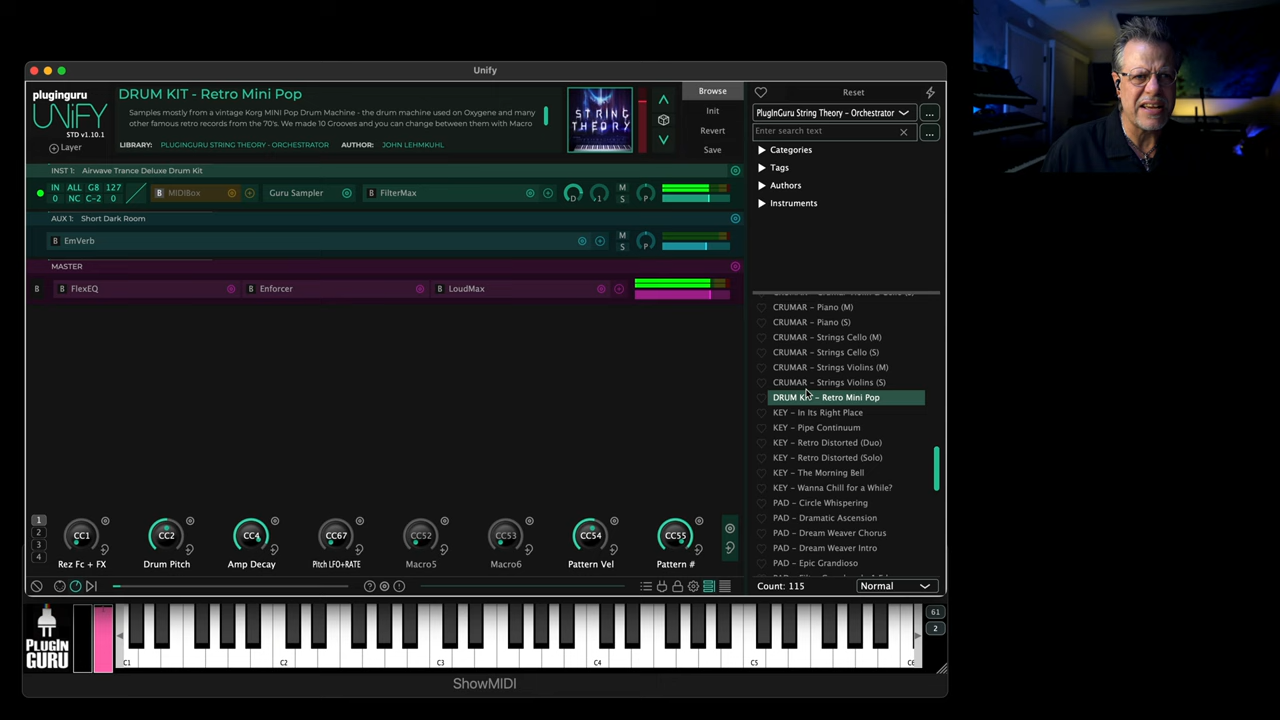 Unify
pluginguru
UNiFY
STD v1.10.1
Layer
DRUM KIT - Retro Mini Pop
Samples mostly from a vintage Korg MINI Pop Drum Machine - the drum machine used on Oxygene and many
other famous retro records from the 70's. We made 10 Grooves and you can change between them with Macro
LIBRARY: PLUGINGURU STRING THEORY - ORCHESTRATOR AUTHOR: JOHN LEHMKUHL
STRING
THEORY
Browse
Init
Revert
Save
INST 1: Airwave Trance Deluxe Drum Kit
IN ALL G8 127
0 NC C-2 0
B MIDIBox
Guru Sampler
B FilterMax
D
1
M
S
P
AUX 1: Short Dark Room
B EmVerb
M
S
P
MASTER
B
B FlexEQ
B Enforcer
B LoudMax
Reset
PlugInGuru String Theory - Orchestrator
...
Enter search text
...
Categories
Tags
Authors
Instruments
CRUMAR - Piano (M)
CRUMAR - Piano (S)
CRUMAR - Strings Cello (M)
CRUMAR - Strings Cello (S)
CRUMAR - Strings Violins (M)
CRUMAR - Strings Violins (S)
DRUM KIT - Retro Mini Pop
KEY - In Its Right Place
KEY - Pipe Continuum
KEY - Retro Distorted (Duo)
KEY - Retro Distorted (Solo)
KEY - The Morning Bell
KEY - Wanna Chill for a While?
PAD - Circle Whispering
PAD - Dramatic Ascension
PAD - Dream Weaver Chorus
PAD - Dream Weaver Intro
PAD - Epic Grandioso
Count: 115
Normal
1
2
3
4
CC1
CC2
CC4
CC67
CC52
CC53
CC54
CC55
Rez Fc + FX
Drum Pitch
Amp Decay
Pitch LFO+RATE
Macro5
Macro6
Pattern Vel
Pattern #
PLUGIN
GURU
C1
C2
C3
C4
C5
C6
61
2
ShowMIDI